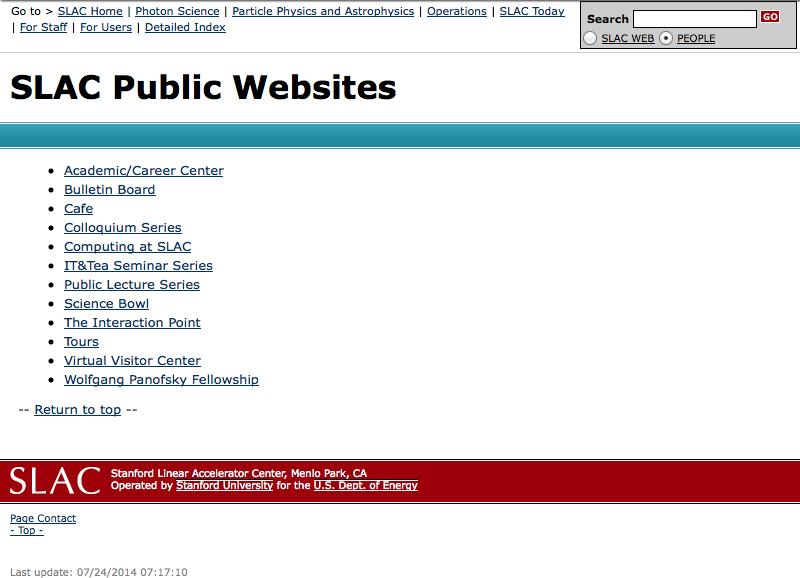 Go to > SLAC Home | Photon Science | Particle Physics and Astrophysics | Operations | SLAC Today
| For Staff | For Users | Detailed Index
Search GO
SLAC WEB PEOPLE
SLAC Public Websites
• Academic/Career Center
• Bulletin Board
• Cafe
• Colloquium Series
• Computing at SLAC
• IT&Tea Seminar Series
• Public Lecture Series
• Science Bowl
• The Interaction Point
• Tours
• Virtual Visitor Center
• Wolfgang Panofsky Fellowship
-- Return to top --
SLAC
Stanford Linear Accelerator Center, Menlo Park, CA
Operated by Stanford University for the U.S. Dept. of Energy
Page Contact
- Top -
Last update: 07/24/2014 07:17:10